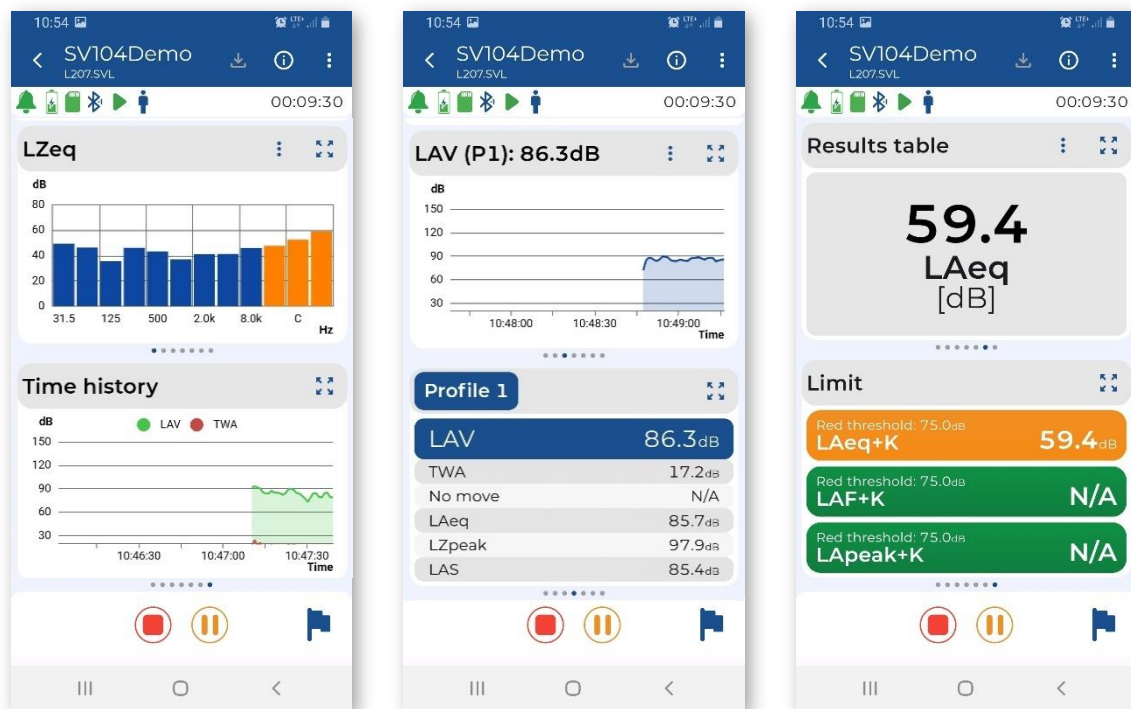 10:54
SV104Demo
L207.SVL
00:09:30
LZeq
dB
80
60
40
20
0
31.5 125 500 2.0k 8.0k C
Hz
Time history
dB LAV TWA
150
120
90
60
30
10:46:30 10:47:00 10:47:30
Time
10:54 LTE+
SV104Demo
L207.SVL
00:09:30
LAV (P1): 86.3dB
dB
150
120
90
60
30
10:48:00 10:48:30 10:49:00
Time
Profile 1
LAV 86.3dB
TWA 17.2dB
No move N/A
LAeq 85.7dB
LZpeak 97.9dB
LAS 85.4dB
10:54 LTE+
SV104Demo
L207.SVL
00:09:30
Results table
59.4
LAeq
[dB]
Limit
Red threshold: 75.0dB
LAeq+K 59.4dB
Red threshold: 75.0dB
LAF+K N/A
Red threshold: 75.0dB
LApeak+K N/A